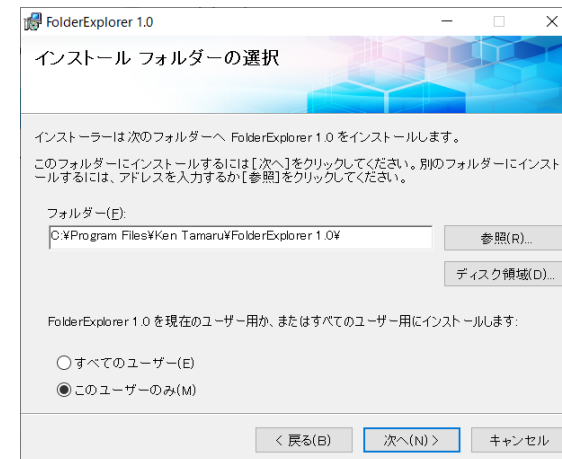 FolderExplorer 1.0
インストール フォルダーの選択
インストーラーは次のフォルダーへ FolderExplorer 1.0 をインストールします。
このフォルダーにインストールするには[次へ]をクリックしてください。別のフォルダーにインスト
ールするには、アドレスを入力するか[参照]をクリックしてください。
フォルダー(F):
C:¥Program Files¥Ken Tamaru¥FolderExplorer 1.0¥
参照(R)...
ディスク領域(D)...
FolderExplorer 1.0 を現在のユーザー用か、またはすべてのユーザー用にインストールします:
すべてのユーザー(E)
このユーザーのみ(M)
< 戻る(B)
次へ(N) >
キャンセル